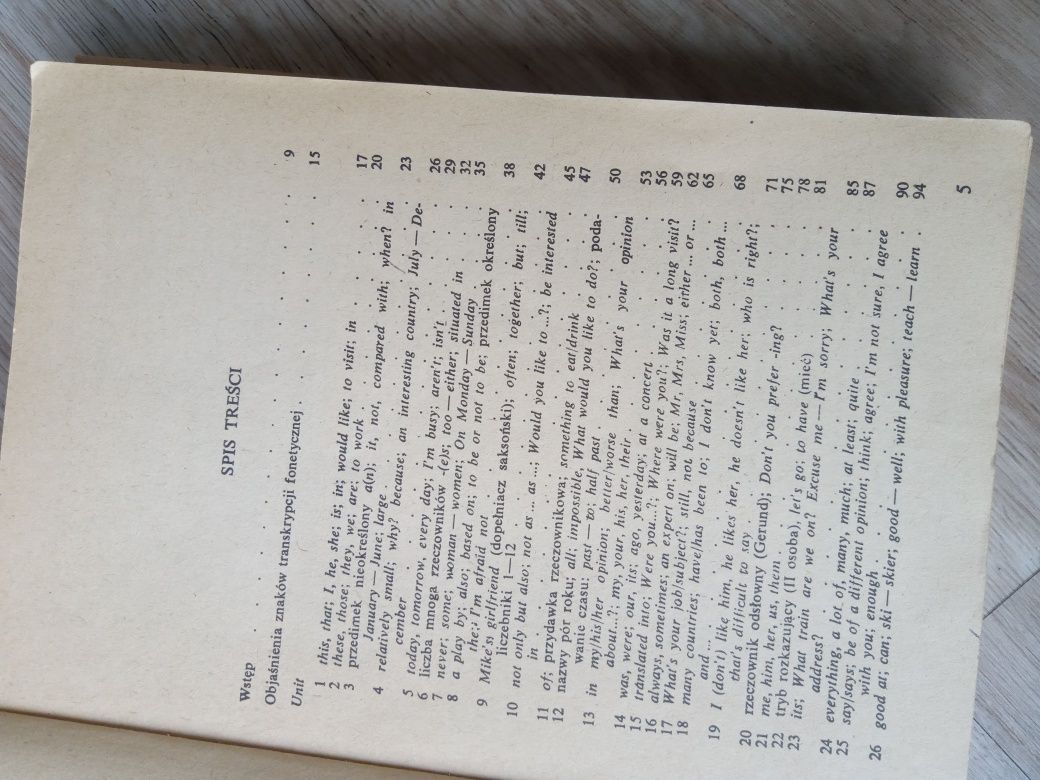 SPIS TREŚCI
Wstęp . . . 9
Objaśnienia znaków transkrypcji fonetycznej . . . 15
Unit
1 this, that; I, he, she; is; in; would like; to visit; in . . . 17
2 these, those; they, we; are; to work . . . 20
3 przedimek nieokreślony a(n); it, not, compared with; when? in
January — June; large . . . 23
4 relatively small; why? because; an interesting country; July — De-
cember . . . 26
5 today, tomorrow, every day; I'm busy; aren't; isn't . . . 29
6 liczba mnoga rzeczowników -(e)s; too — either; situated in . . . 32
7 never; some; woman — women; On Monday — Sunday . . . 35
8 a play by; also; based on; to be or not to be; przedimek określony
the; I'm afraid not . . . 38
9 Mike's girlfriend (dopełniacz saksoński); often; together; but; till;
liczebniki 1—12 . . . 42
10 not only but also; not as ... as ...; Would you like to ...?; be interested
in . . . 45
11 of; przydawka rzeczownikowa; something to eat/drink . . . 47
12 nazwy pór roku; all; impossible, What would you like to do?; poda-
wanie czasu: past — to; half past . . . 50
13 in my/his/her opinion; better/worse than; What's your opinion
about...?; my, your, his, her, their . . . 53
14 was, were; our, its; ago, yesterday; at a concert . . . 56
15 translated into; Were you...?; Where were you?; Was it a long visit? 59
16 always, sometimes; an expert on; will be; Mr, Mrs, Miss; either ... or ... 62
17 What's your job/subject?; still, not because . . . 65
18 many countries; have/has been to; I don't know yet; both, both ...
and ... . . . 68
19 I (don't) like him, he likes her, he doesn't like her; who is right?;
that's difficult to say . . . 71
20 rzeczownik odsłowny (Gerund); Don't you prefer -ing? . . . 75
21 me, him, her, us, them . . . 78
22 tryb rozkazujący (II osoba), let's go; to have (mieć) . . . 81
23 its; What train are we on? Excuse me — I'm sorry; What's your
address? . . . 85
24 everything, a lot of, many, much; at least; quite . . . 87
25 say/says; be of a different opinion; think; agree; I'm not sure, I agree
with you; enough . . . 90
26 good at; can; ski — skier; good — well; with pleasure; teach — learn . 94
5